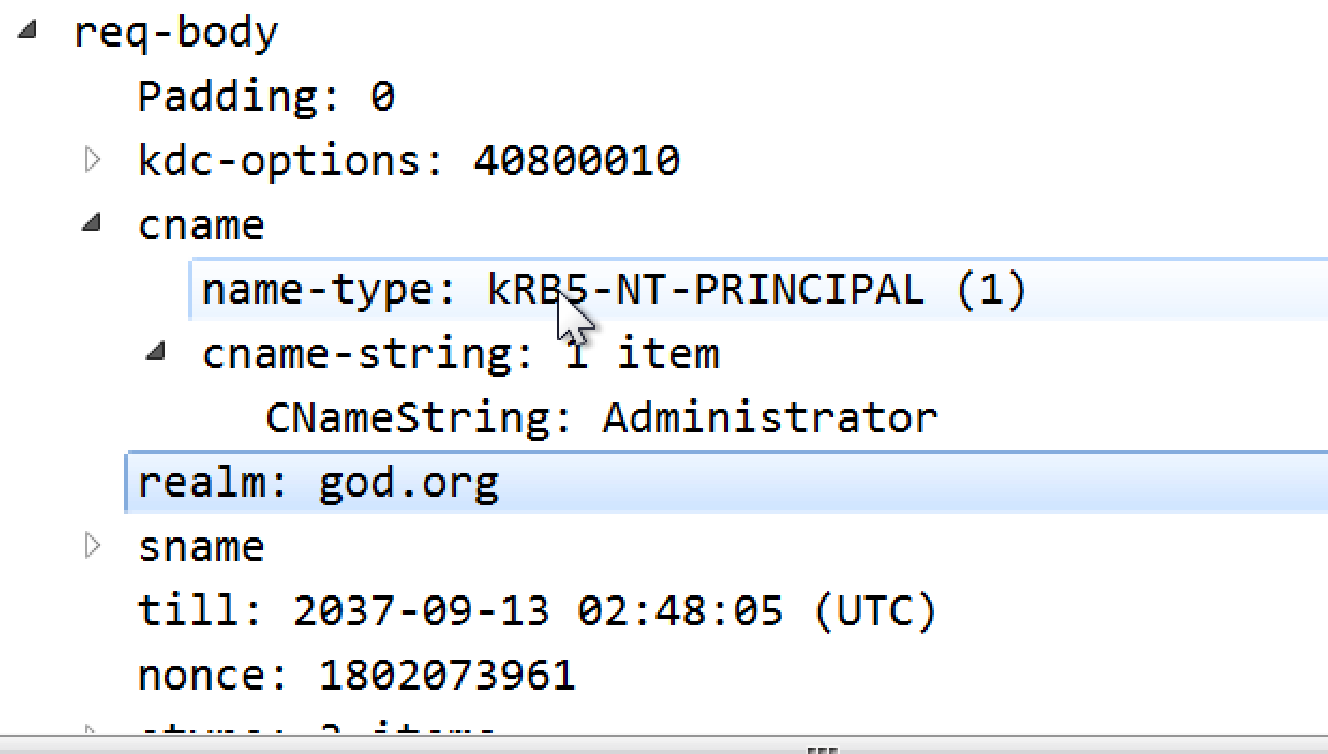 req-body
Padding: 0
kdc-options: 40800010
cname
name-type: kRB5-NT-PRINCIPAL (1)
cname-string: 1 item
CNameString: Administrator
realm: god.org
sname
till: 2037-09-13 02:48:05 (UTC)
nonce: 1802073961